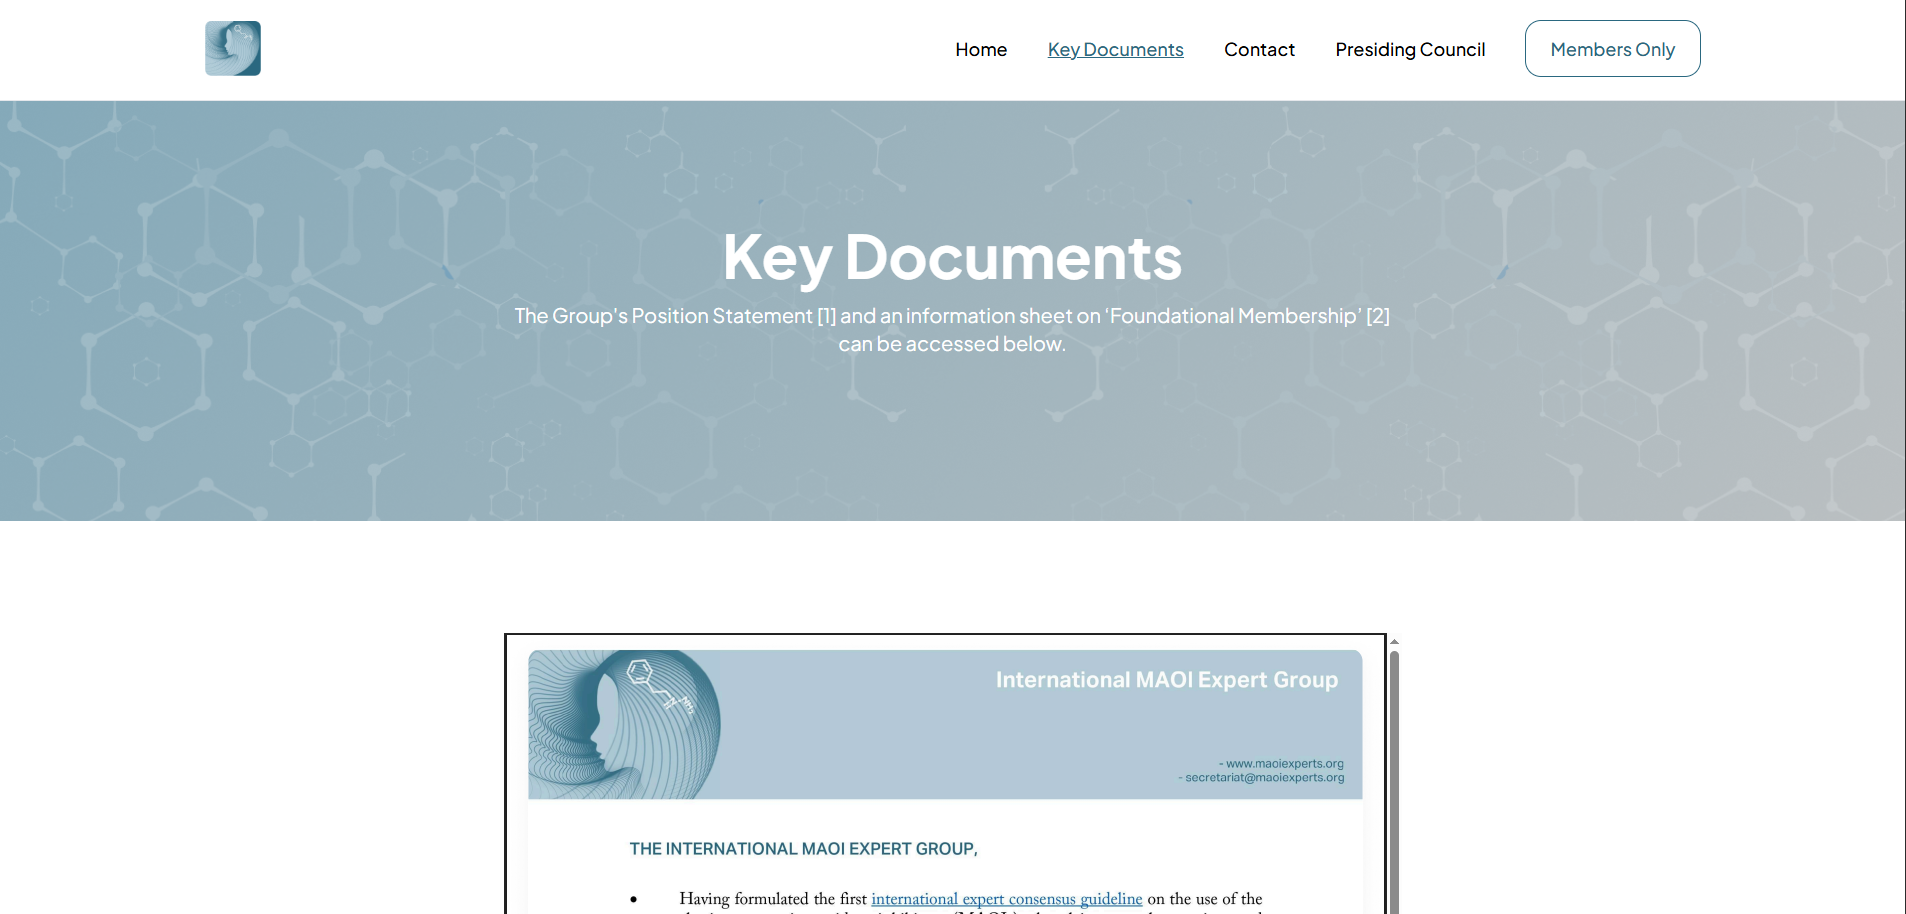 Home
Key Documents
Contact
Presiding Council
Members Only
Key Documents
The Group's Position Statement [1] and an information sheet on ‘Foundational Membership’ [2]
can be accessed below.
International MAOI Expert Group
- www.maoiexperts.org
- secretariat@maoiexperts.org
THE INTERNATIONAL MAOI EXPERT GROUP,
• Having formulated the first international expert consensus guideline on the use of the